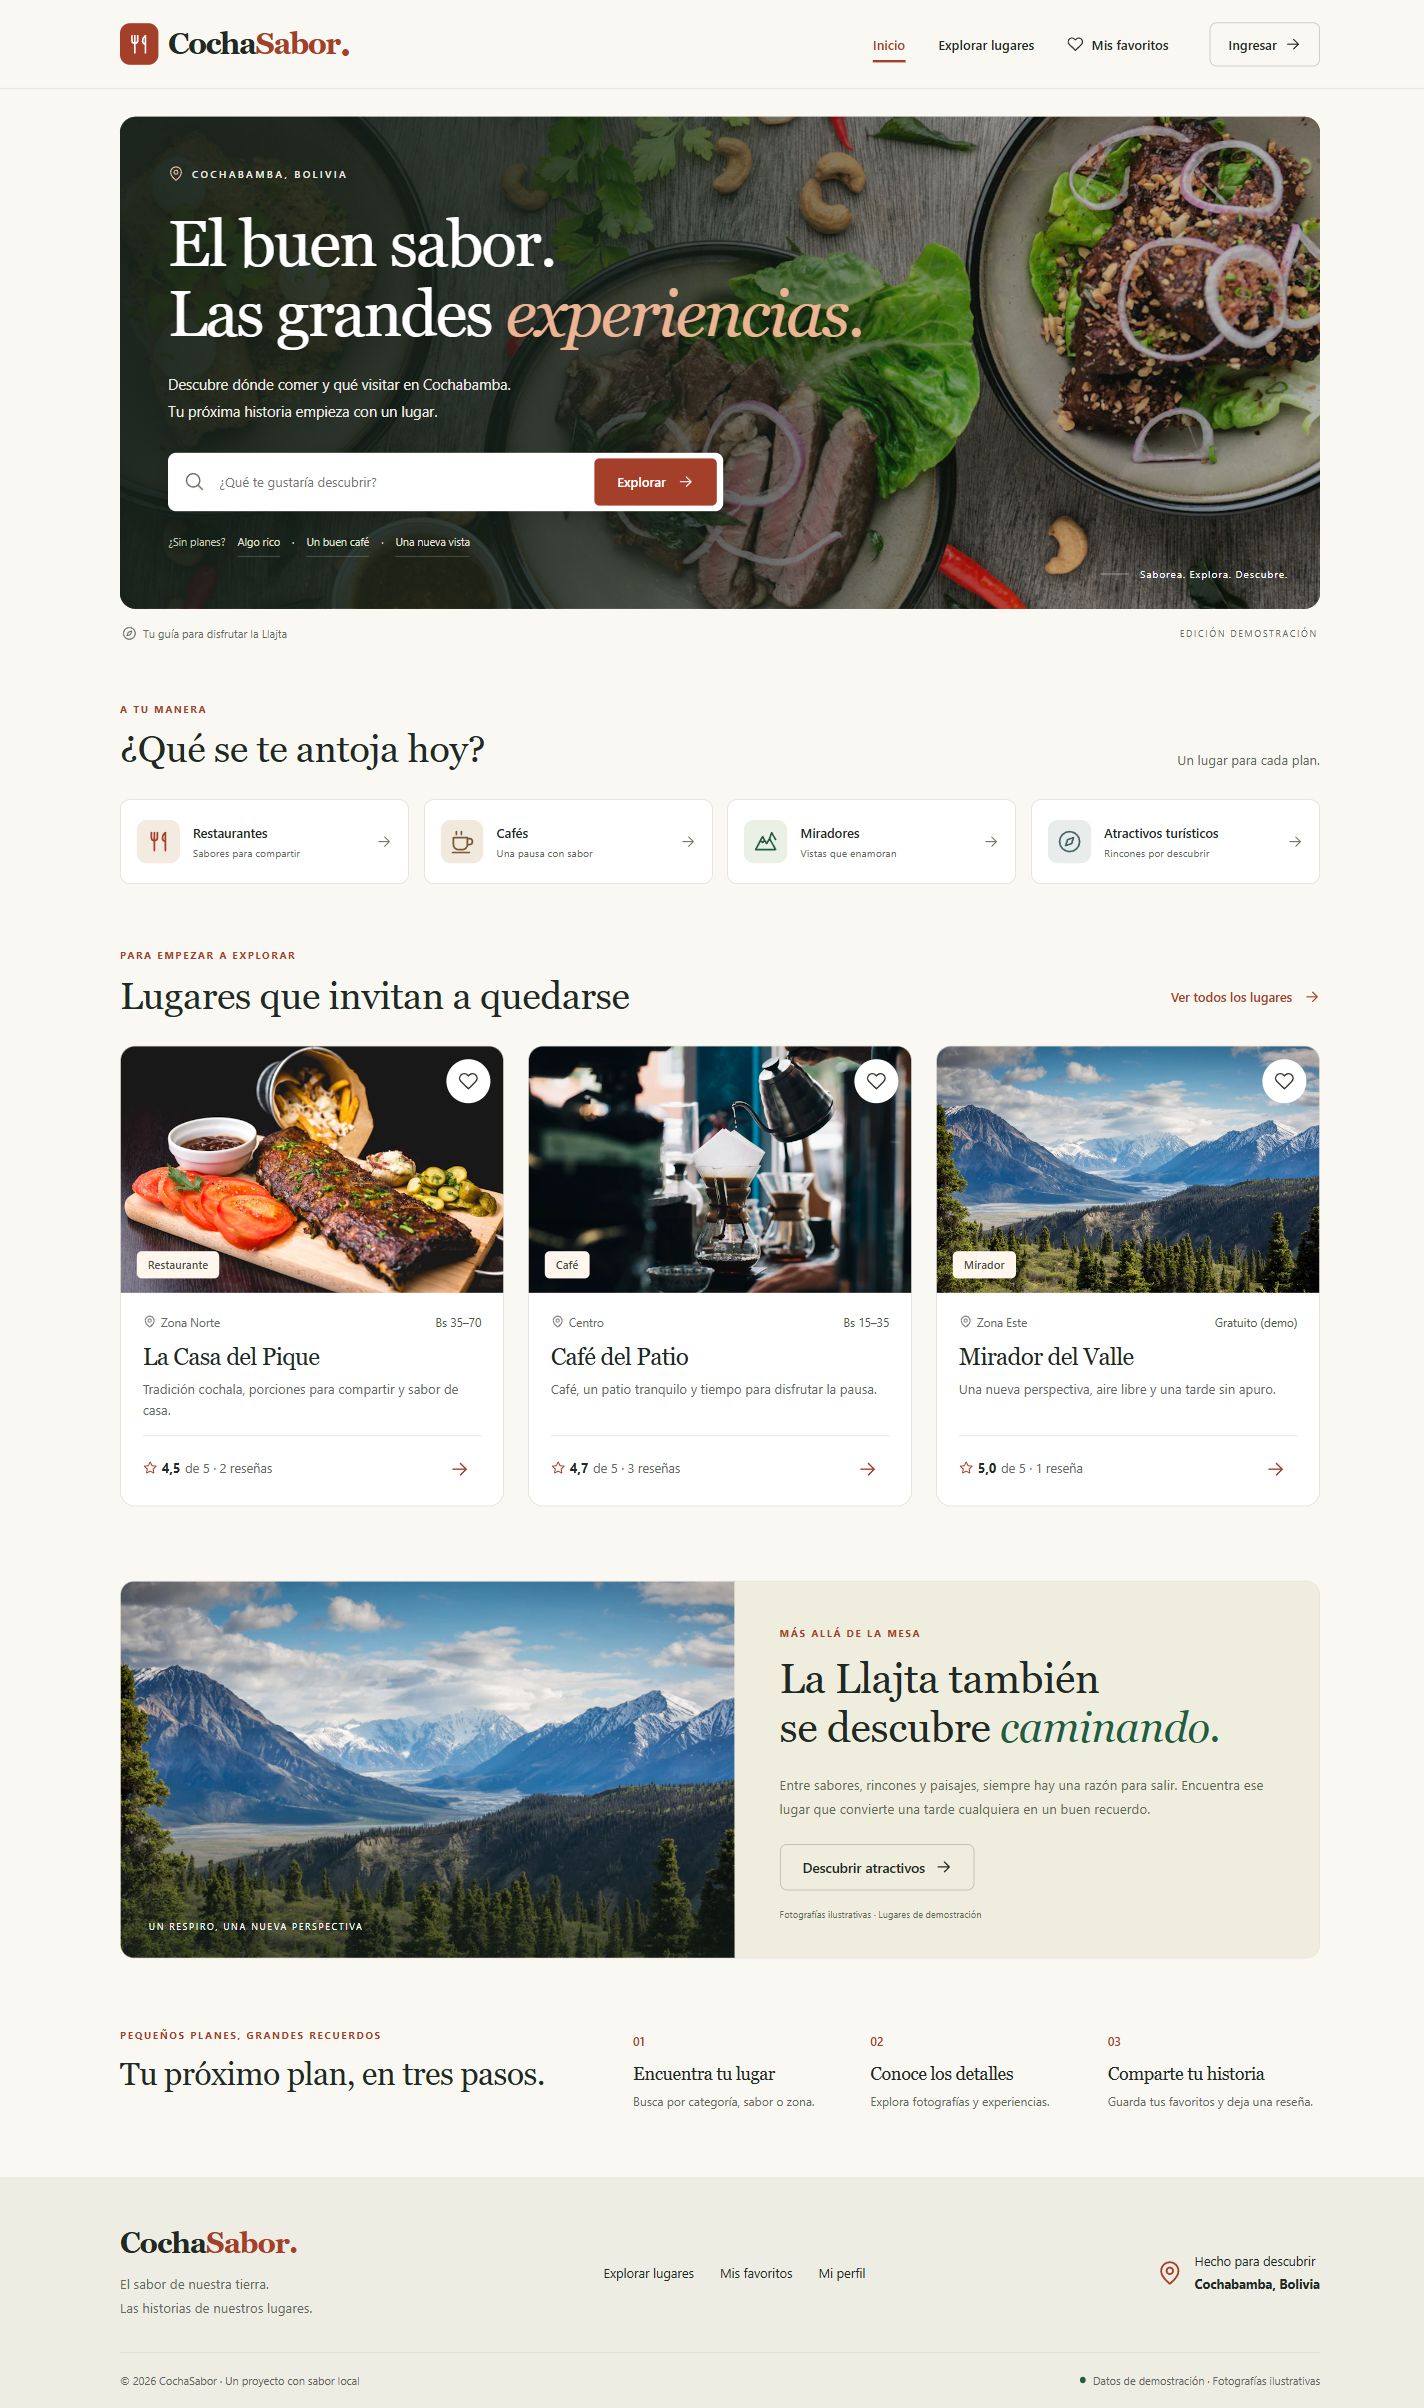 CochaSabor.
Inicio
Explorar lugares
Mis favoritos
Ingresar
COCHABAMBA, BOLIVIA
El buen sabor.
Las grandes experiencias.
Descubre dónde comer y qué visitar en Cochabamba.
Tu próxima historia empieza con un lugar.
¿Qué te gustaría descubrir?
Explorar
¿Sin planes? Algo rico · Un buen café · Una nueva vista
Saborea. Explora. Descubre.
Tu guía para disfrutar la Llajta
EDICIÓN DEMOSTRACIÓN
A TU MANERA
¿Qué se te antoja hoy?
Un lugar para cada plan.
Restaurantes
Sabores para compartir
Cafés
Una pausa con sabor
Miradores
Vistas que enamoran
Atractivos turísticos
Rincones por descubrir
PARA EMPEZAR A EXPLORAR
Lugares que invitan a quedarse
Ver todos los lugares
Restaurante
Zona Norte
Bs 35–70
La Casa del Pique
Tradición cochala, porciones para compartir y sabor de
casa.
4,5 de 5 · 2 reseñas
Café
Centro
Bs 15–35
Café del Patio
Café, un patio tranquilo y tiempo para disfrutar la pausa.
4,7 de 5 · 3 reseñas
Mirador
Zona Este
Gratuito (demo)
Mirador del Valle
Una nueva perspectiva, aire libre y una tarde sin apuro.
5,0 de 5 · 1 reseña
UN RESPIRO, UNA NUEVA PERSPECTIVA
MÁS ALLÁ DE LA MESA
La Llajta también
se descubre caminando.
Entre sabores, rincones y paisajes, siempre hay una razón para salir. Encuentra ese
lugar que convierte una tarde cualquiera en un buen recuerdo.
Descubrir atractivos
Fotografías ilustrativas · Lugares de demostración
PEQUEÑOS PLANES, GRANDES RECUERDOS
Tu próximo plan, en tres pasos.
01
Encuentra tu lugar
Busca por categoría, sabor o zona.
02
Conoce los detalles
Explora fotografías y experiencias.
03
Comparte tu historia
Guarda tus favoritos y deja una reseña.
CochaSabor.
El sabor de nuestra tierra.
Las historias de nuestros lugares.
Explorar lugares
Mis favoritos
Mi perfil
Hecho para descubrir
Cochabamba, Bolivia
© 2026 CochaSabor · Un proyecto con sabor local
Datos de demostración · Fotografías ilustrativas